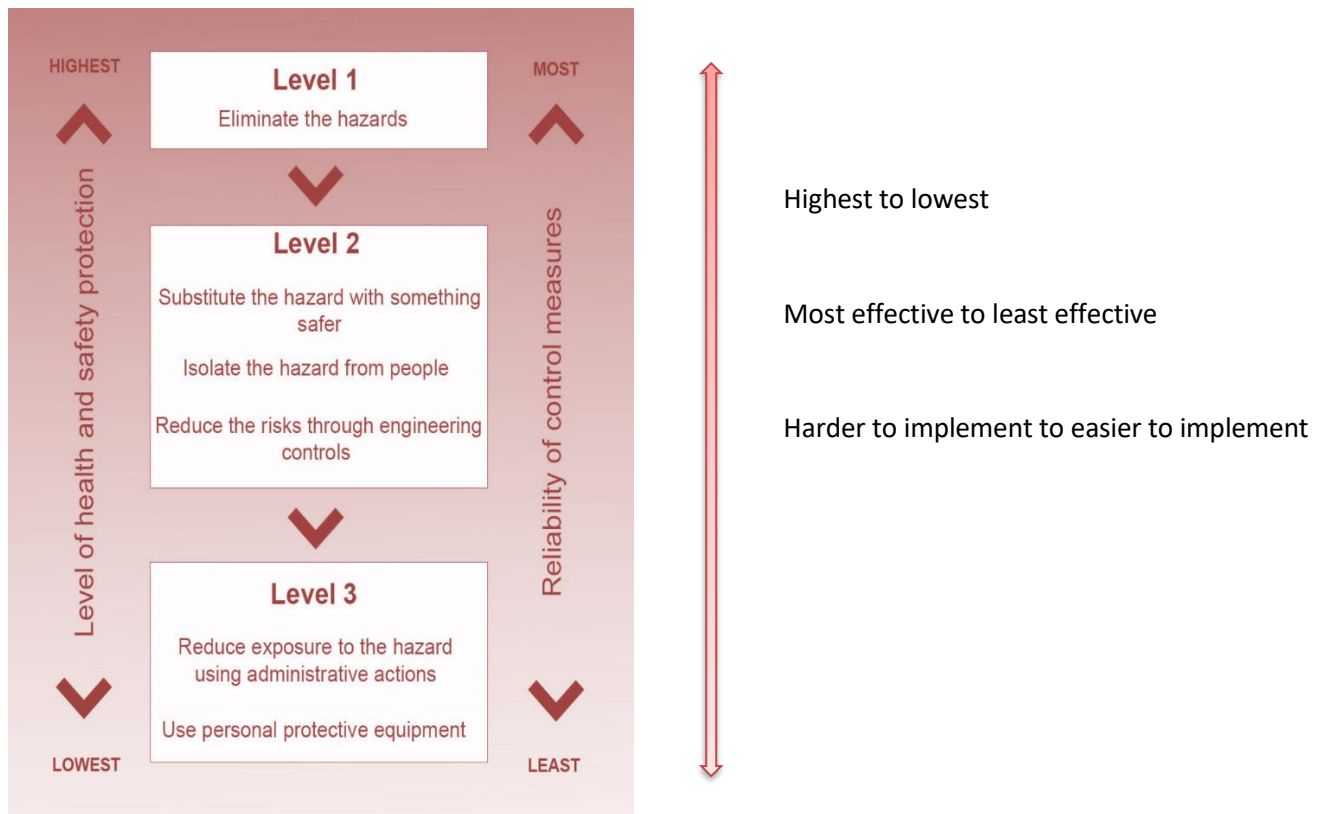 HIGHEST
MOST
Level 1
Eliminate the hazards
Level of health and safety protection
Reliability of control measures
Level 2
Substitute the hazard with something
safer
Isolate the hazard from people
Reduce the risks through engineering
controls
Level 3
Reduce exposure to the hazard
using administrative actions
Use personal protective equipment
LOWEST
LEAST
Highest to lowest
Most effective to least effective
Harder to implement to easier to implement